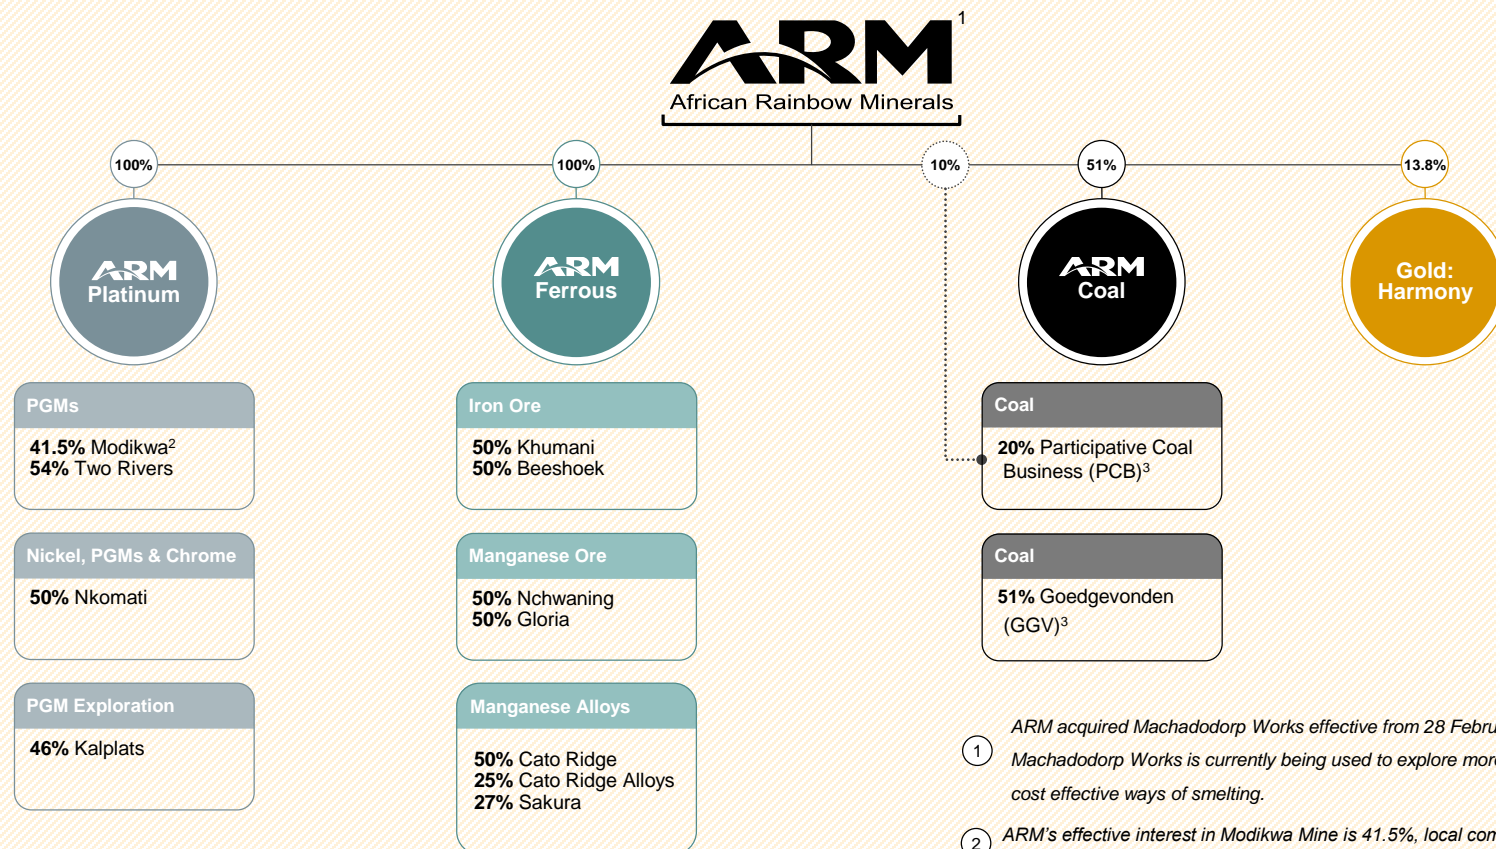 ARM 1
African Rainbow Minerals
100%
100%
10%
51%
13.8%
ARM
Platinum
ARM
Ferrous
ARM
Coal
Gold:
Harmony
PGMs
41.5% Modikwa2
54% Two Rivers
Nickel, PGMs & Chrome
50% Nkomati
PGM Exploration
46% Kalplats
Iron Ore
50% Khumani
50% Beeshoek
Manganese Ore
50% Nchwaning
50% Gloria
Manganese Alloys
50% Cato Ridge
25% Cato Ridge Alloys
27% Sakura
Coal
20% Participative Coal
Business (PCB)3
Coal
51% Goedgevonden
(GGV)3
1
ARM acquired Machadodorp Works effective from 28
Machadodorp Works is currently being used to explore more
cost effective ways of smelting.
2
ARM's effective interest in Modikwa Mine is 41.5%, local